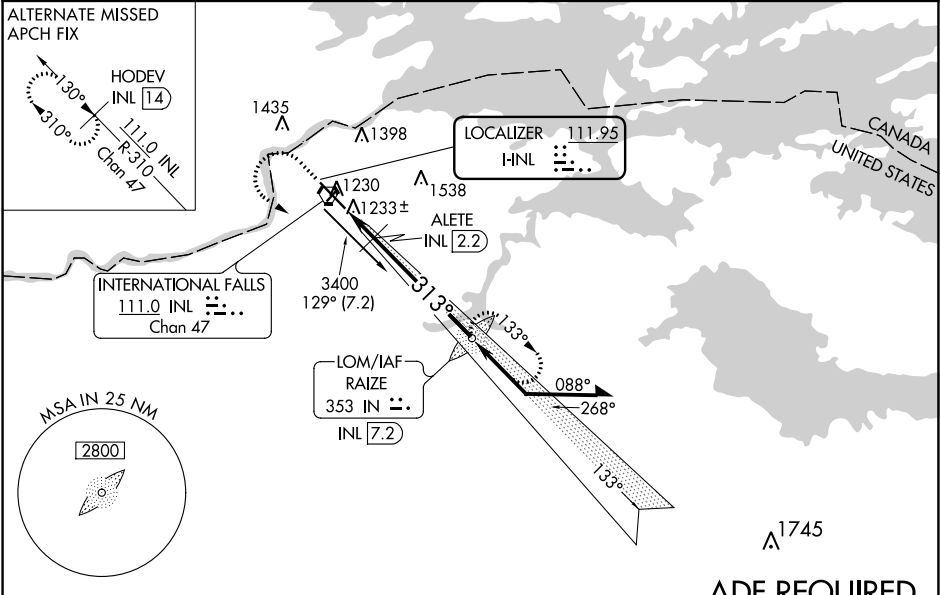 ALTERNATE MISSED
APCH FIX
HODEV
INL 14
130°
310°
111.0 INL
R-310
Chan 47
1435
1398
LOCALIZER 111.95
I-INL
CANADA
UNITED STATES
1230
1538
1233±
ALETE
INL 2.2
INTERNATIONAL FALLS
111.0 INL
Chan 47
3400
129° (7.2)
313°
133°
LOM/IAF
RAIZE
353 IN
INL 7.2
088°
268°
MSA IN 25 NM
2800
133°
1745
ADF REQUIRED